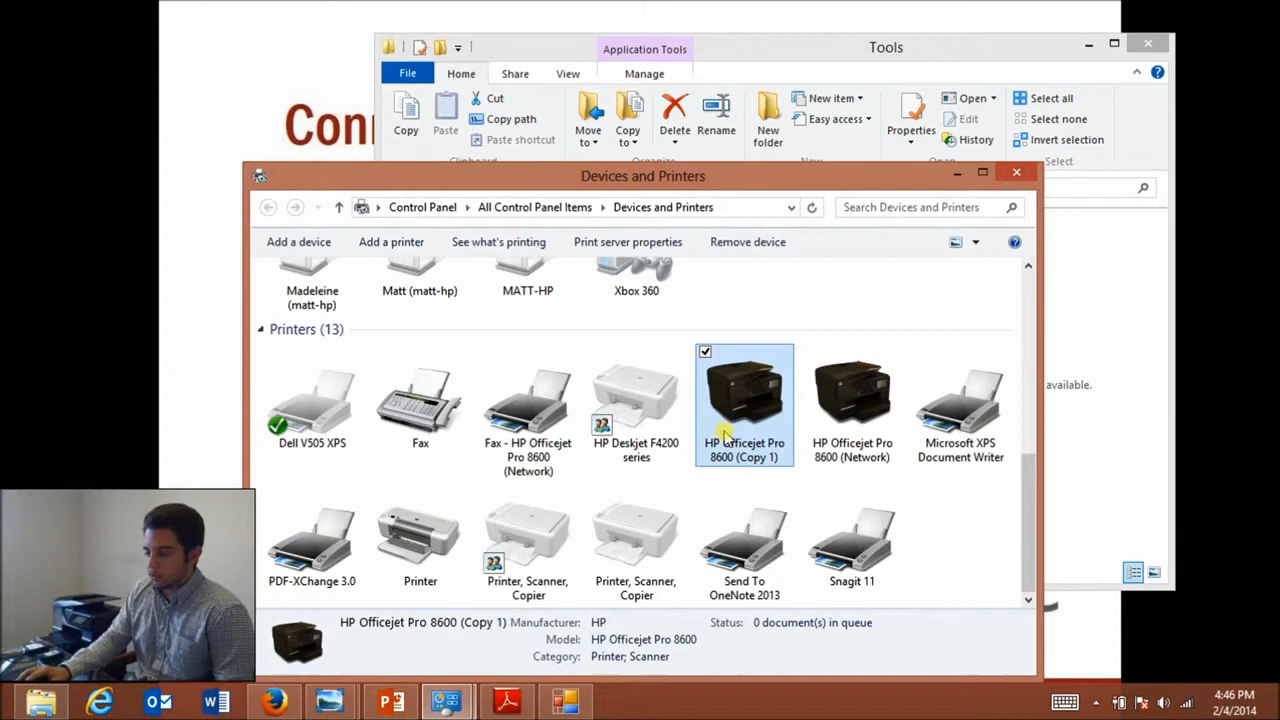 Conn
Application Tools
Tools
File
Home
Share
View
Manage
Copy
Paste
Cut
Copy path
Paste shortcut
Clipboard
Move to
Copy to
Delete
Rename
Organize
New folder
New item
Easy access
New
Properties
Open
Edit
History
Open
Select all
Select none
Invert selection
Select
Devices and Printers
Control Panel
All Control Panel Items
Devices and Printers
Search Devices and Printers
Add a device
Add a printer
See what's printing
Print server properties
Remove device
Madeleine
(matt-hp)
Matt (matt-hp)
MATT-HP
Xbox 360
available.
Printers (13)
Dell V505 XPS
Fax
Fax - HP Officejet
Pro 8600
(Network)
HP Deskjet F4200
series
HP Officejet Pro
8600 (Copy 1)
HP Officejet Pro
8600 (Network)
Microsoft XPS
Document Writer
PDF-XChange 3.0
Printer
Printer, Scanner,
Copier
Printer, Scanner,
Copier
Send To
OneNote 2013
Snagit 11
HP Officejet Pro 8600 (Copy 1)
Manufacturer: HP
Status: 0 document(s) in queue
Model: HP Officejet Pro 8600
Category: Printer; Scanner
4:46 PM
2/4/2014